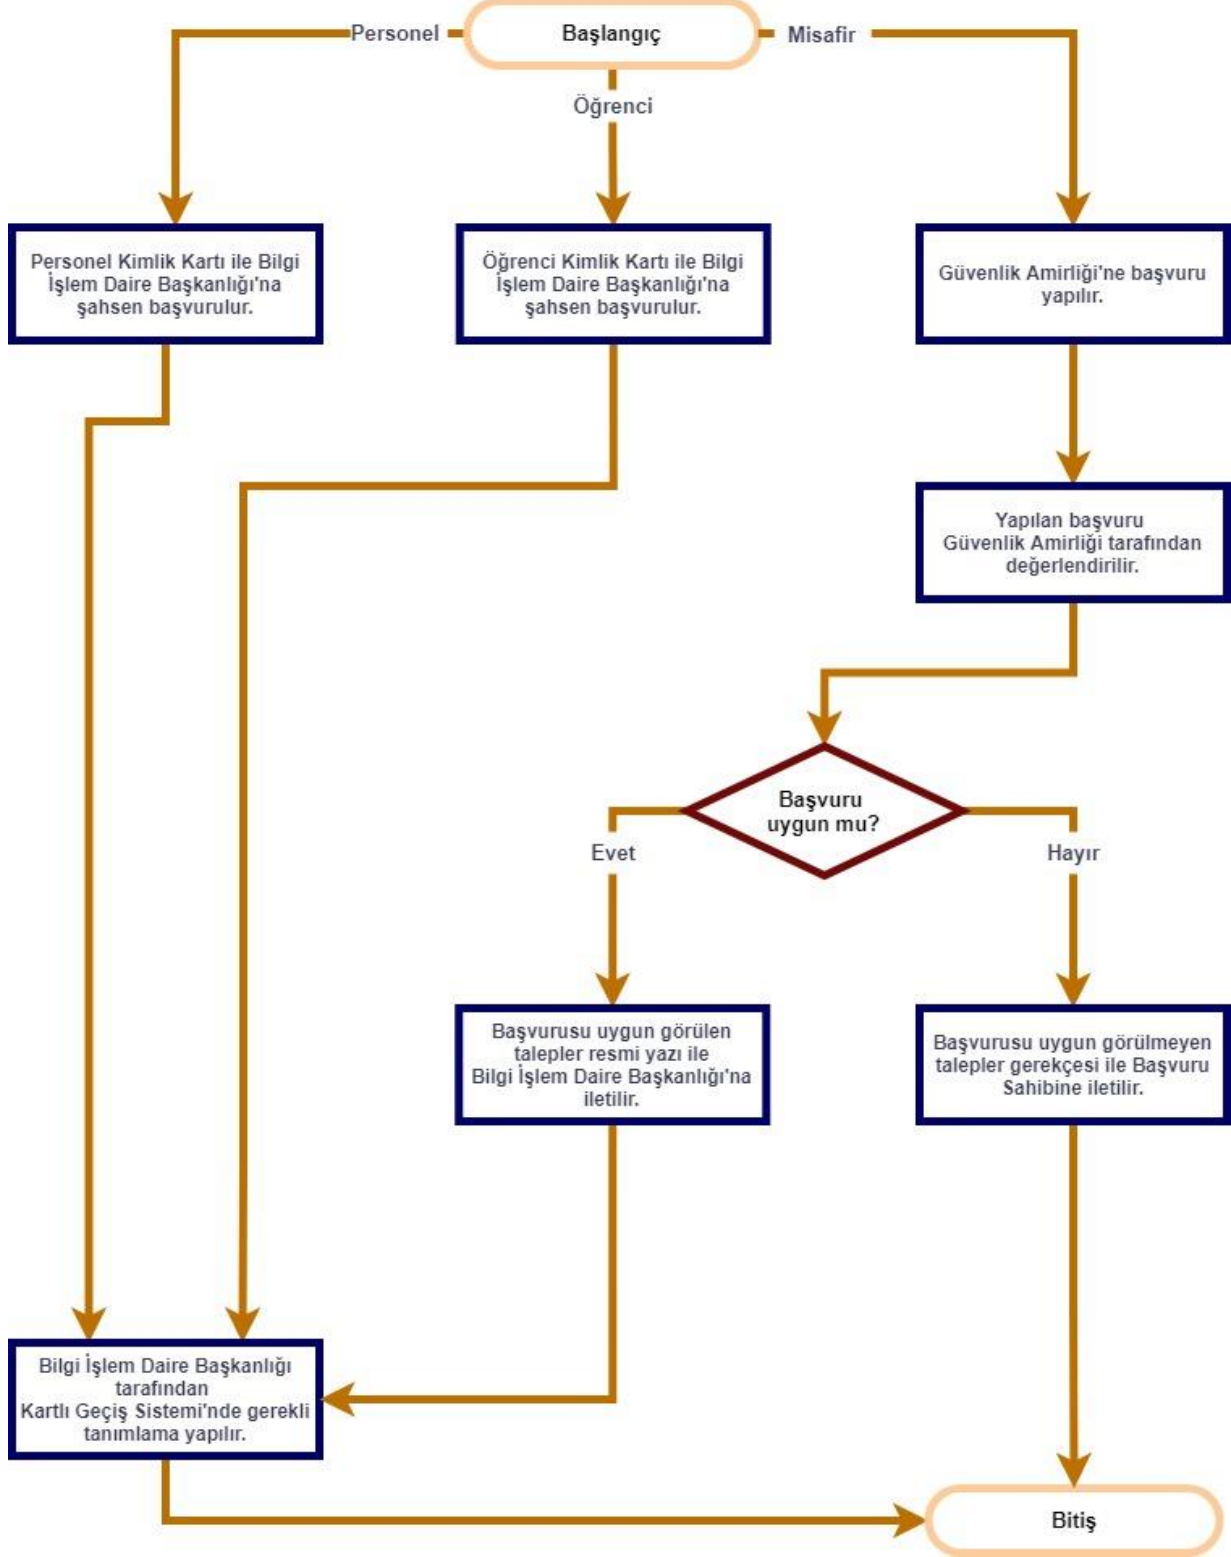 Personel
Başlangıç
Misafir
Öğrenci
Personel Kimlik Kartı ile Bilgi
İşlem Daire Başkanlığı'na
şahsen başvurulur.
Öğrenci Kimlik Kartı ile Bilgi
İşlem Daire Başkanlığı'na
şahsen başvurulur.
Güvenlik Amirliği'ne başvuru
yapılır.
Yapılan başvuru
Güvenlik Amirliği tarafından
değerlendirilir.
Başvuru
uygun mu?
Evet
Hayır
Başvurusu uygun görülen
talepler resmi yazı ile
Bilgi İşlem Daire Başkanlığı'na
iletilir.
Başvurusu uygun görülmeyen
talepler gerekçesi ile Başvuru
Sahibine iletilir.
Bilgi İşlem Daire Başkanlığı
tarafından
Kartlı Geçiş Sistemi'nde gerekli
tanımlama yapılır.
Bitiş